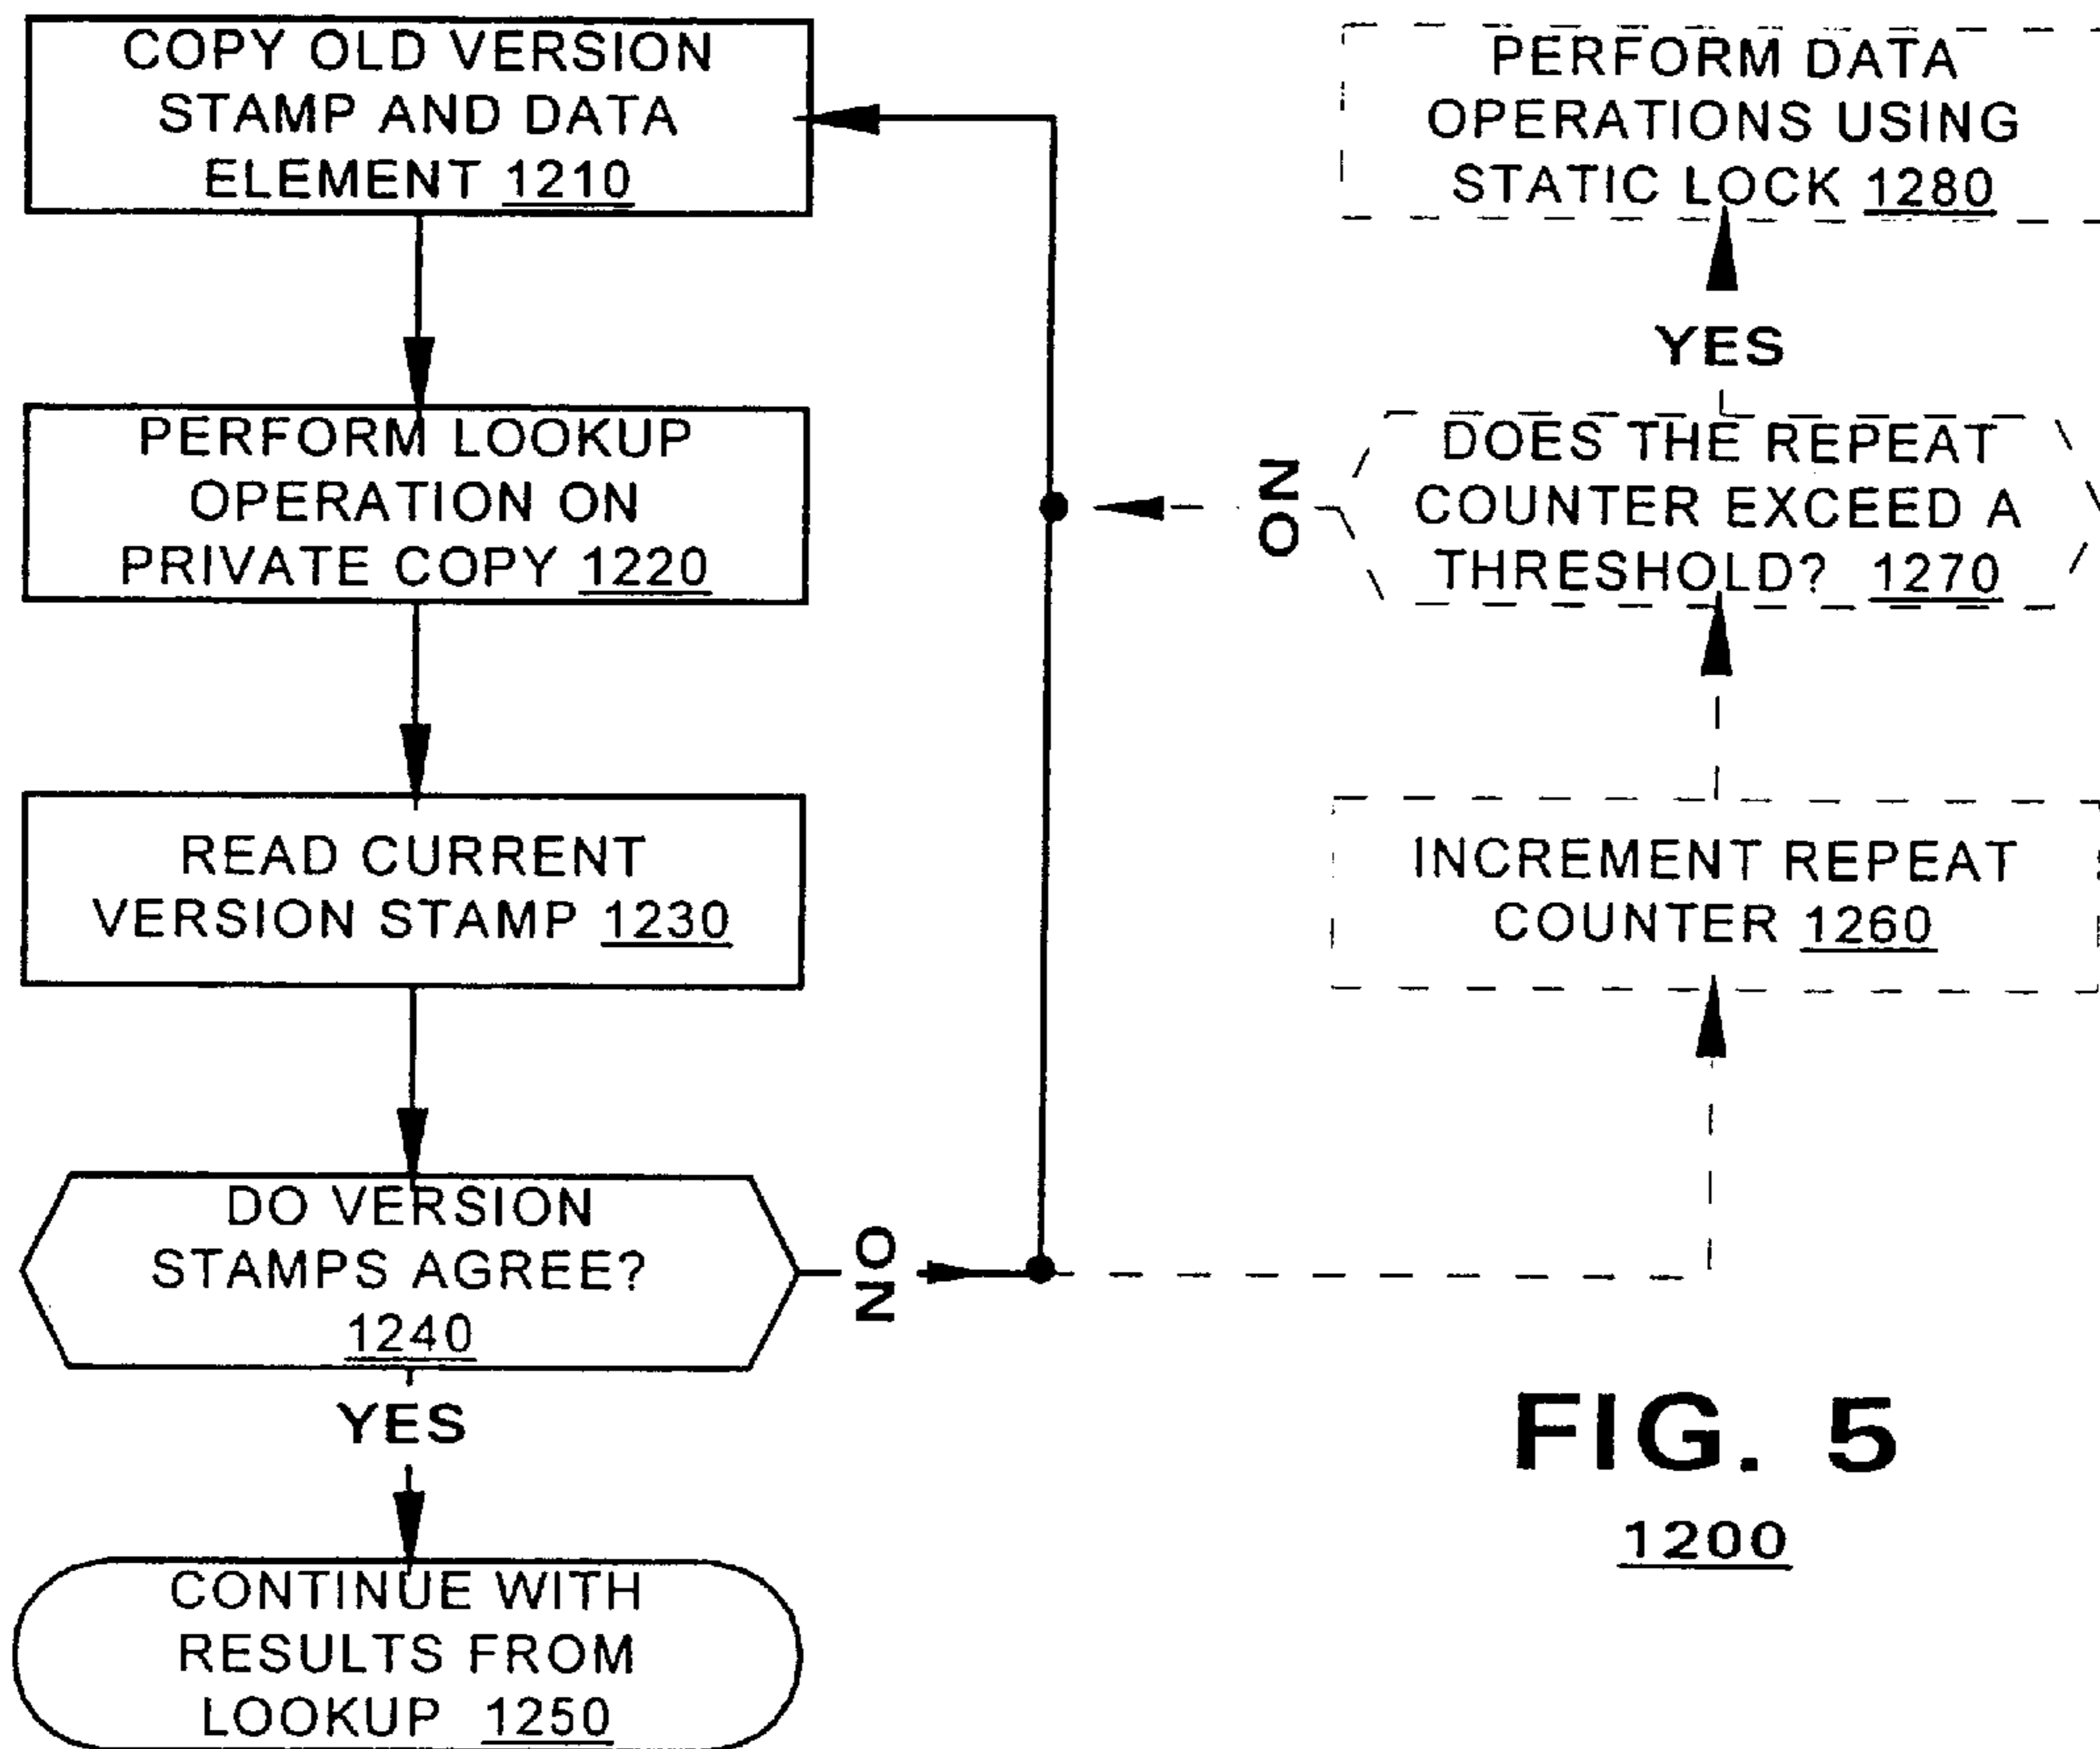 COPY OLD VERSION
STAMP AND DATA
ELEMENT 1210
PERFORM LOOKUP
OPERATION ON
PRIVATE COPY 1220
READ CURRENT
VERSION STAMP 1230
DO VERSION
STAMPS AGREE?
1240
NO
YES
CONTINUE WITH
RESULTS FROM
LOOKUP 1250
PERFORM DATA
OPERATIONS USING
STATIC LOCK 1280
YES
DOES THE REPEAT
COUNTER EXCEED A
THRESHOLD? 1270
NO
INCREMENT REPEAT
COUNTER 1260
FIG. 5
1200